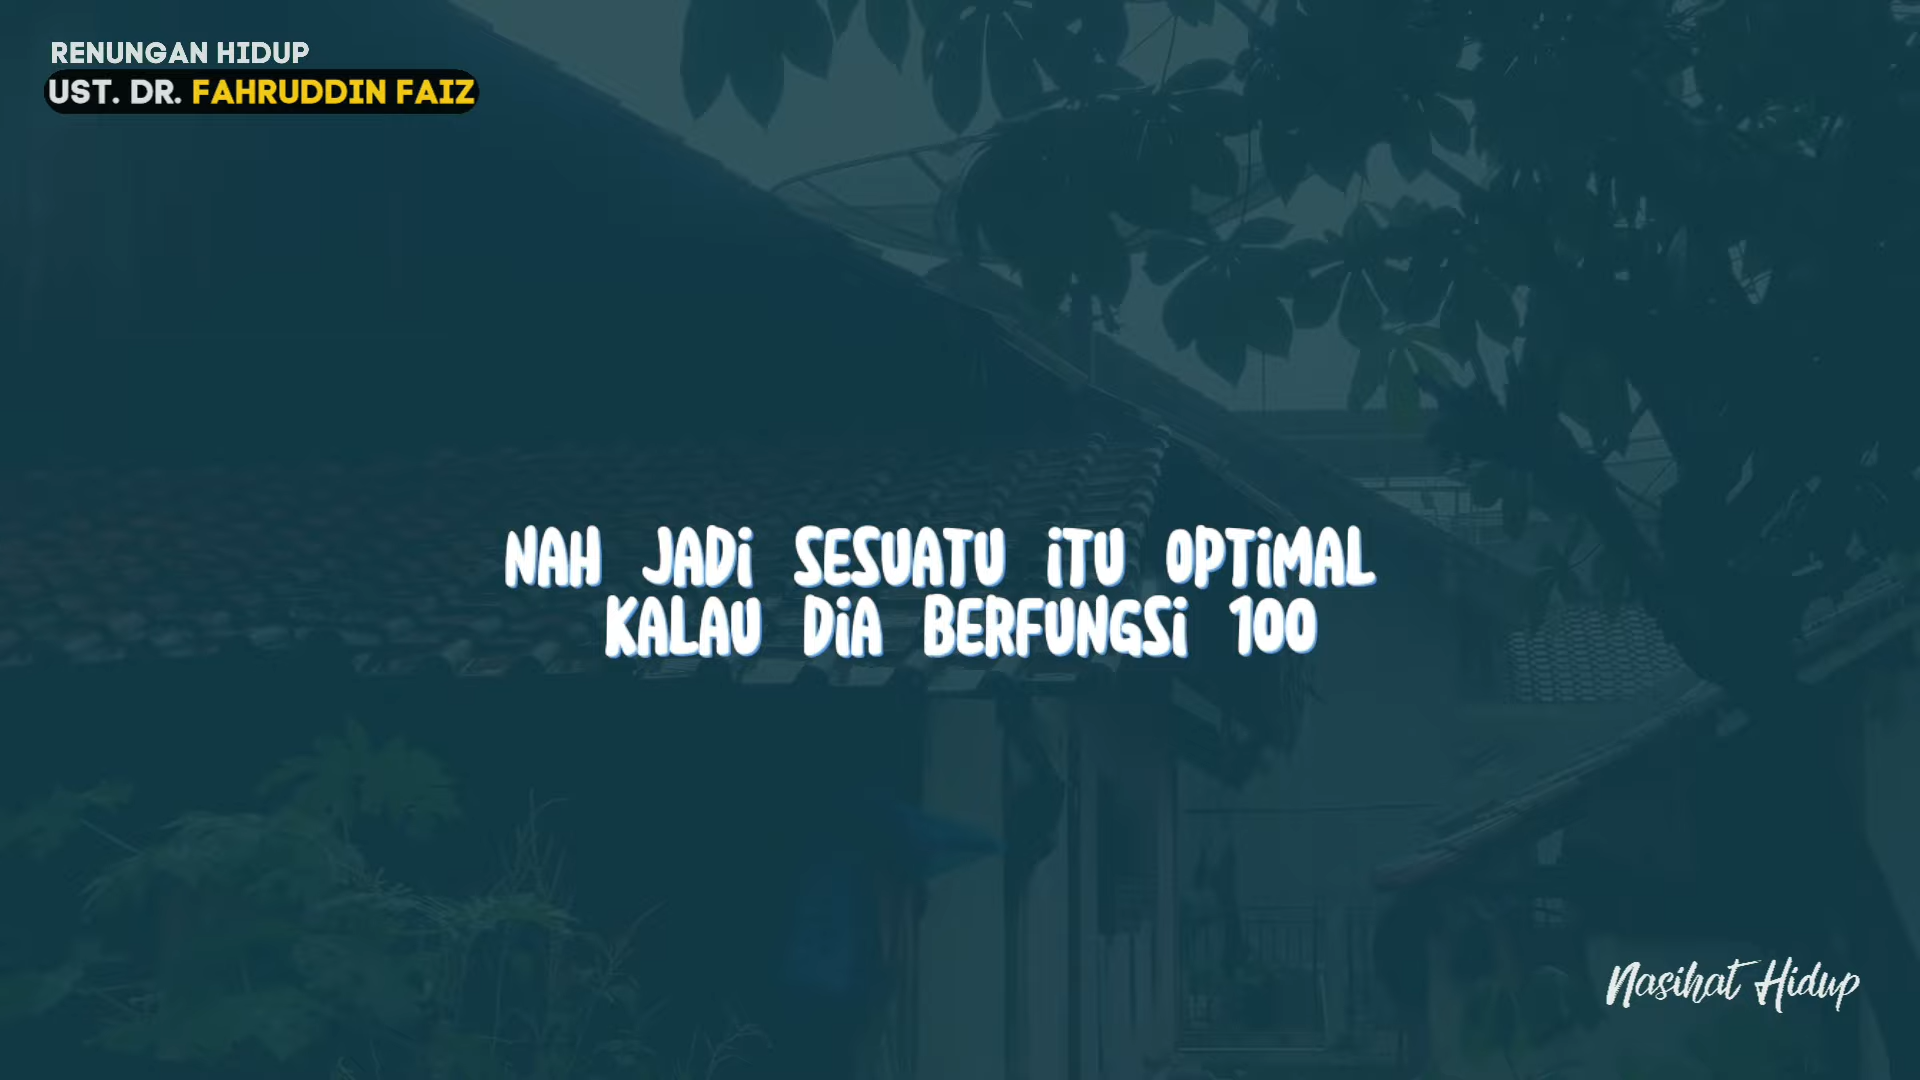 RENUNGAN HIDUP
UST. DR. FAHRUDDIN FAIZ
NAH JADI SESUATU ITU OPTIMAL
KALAU DIA BERFUNGSI 100
Nasihat Hidup